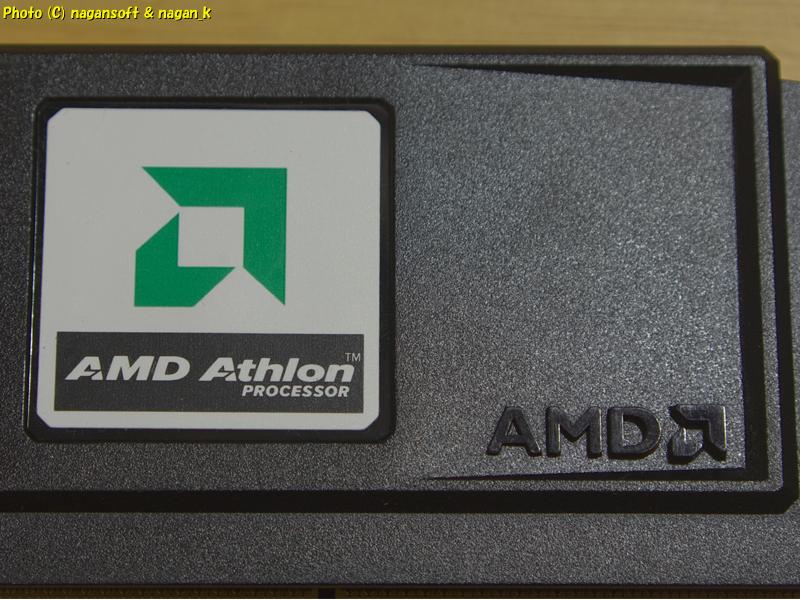 Photo (C) nagansoft & nagan_k
AMD Athlon™
PROCESSOR
AMD